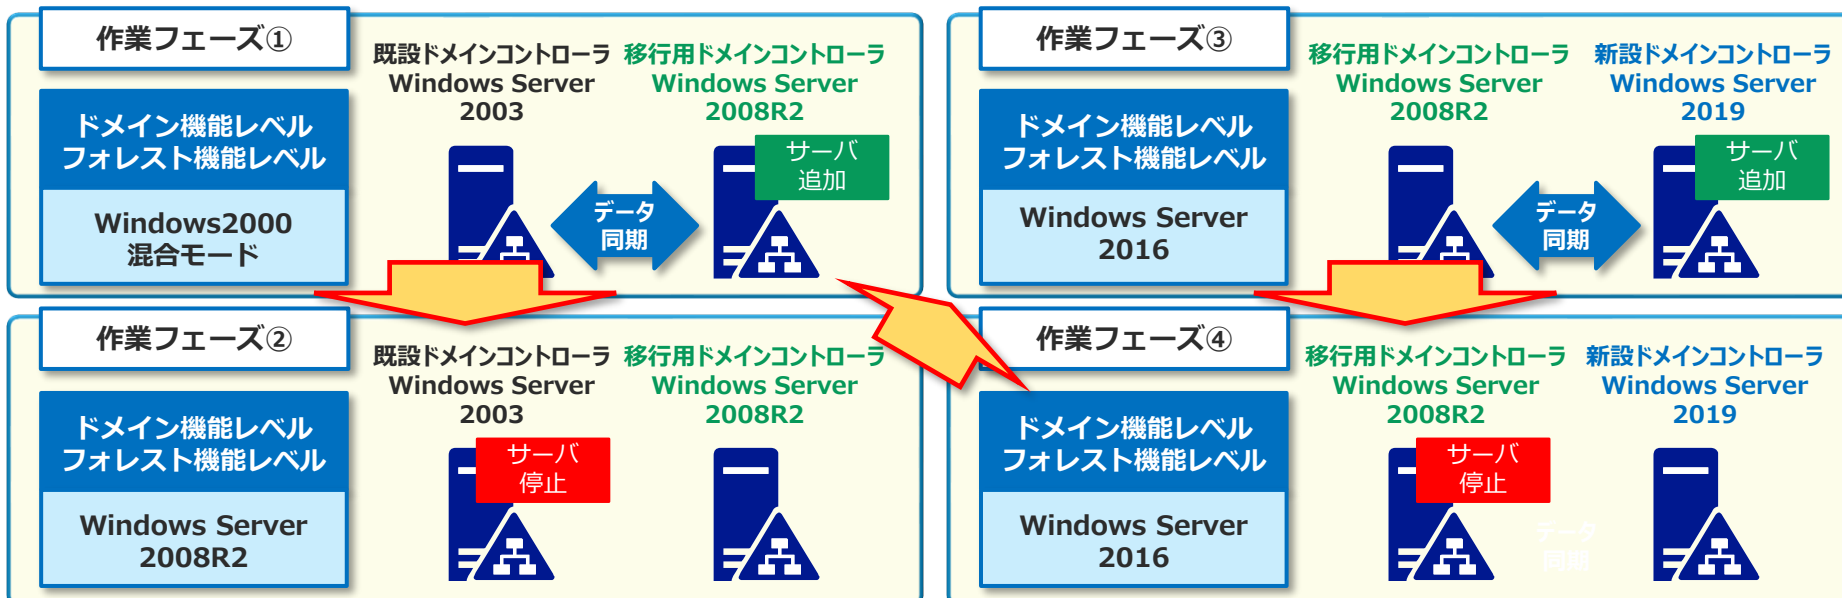 作業フェーズ①
既設ドメインコントローラ
Windows Server
2003
移行用ドメインコントローラ
Windows Server
2008R2
ドメイン機能レベル
フォレスト機能レベル
Windows2000
混合モード
データ
同期
サーバ
追加
作業フェーズ②
既設ドメインコントローラ
Windows Server
2003
移行用ドメインコントローラ
Windows Server
2008R2
ドメイン機能レベル
フォレスト機能レベル
Windows Server
2008R2
サーバ
停止
作業フェーズ③
移行用ドメインコントローラ
Windows Server
2008R2
新設ドメインコントローラ
Windows Server
2019
ドメイン機能レベル
フォレスト機能レベル
Windows Server
2016
データ
同期
サーバ
追加
作業フェーズ④
移行用ドメインコントローラ
Windows Server
2008R2
新設ドメインコントローラ
Windows Server
2019
ドメイン機能レベル
フォレスト機能レベル
Windows Server
2016
サーバ
停止
データ
同期